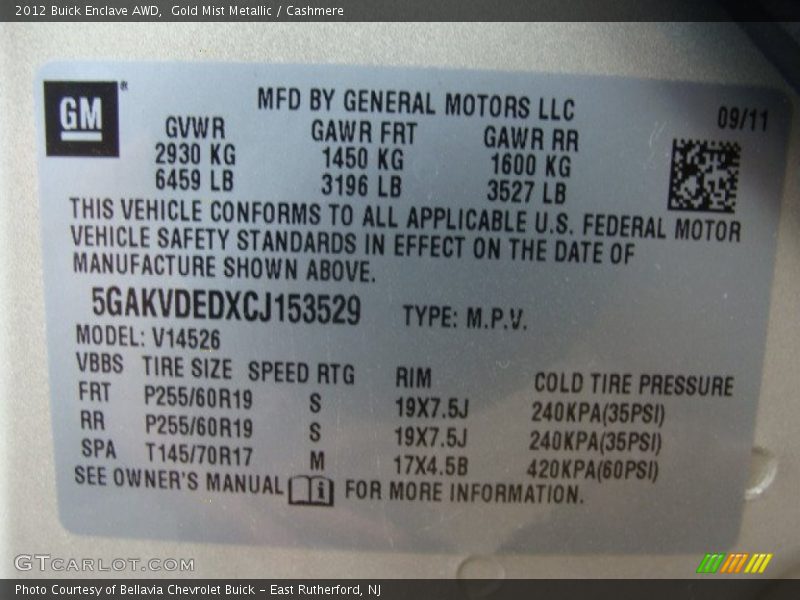 2012 Buick Enclave AWD,  Gold Mist Metallic / Cashmere
GM®
MFD BY GENERAL MOTORS LLC
09/11
GVWR GAWR FRT GAWR RR
2930 KG 1450 KG 1600 KG
6459 LB 3196 LB 3527 LB
THIS VEHICLE CONFORMS TO ALL APPLICABLE U.S. FEDERAL MOTOR
VEHICLE SAFETY STANDARDS IN EFFECT ON THE DATE OF
MANUFACTURE SHOWN ABOVE.
5GAKVDEDXCJ153529 TYPE: M.P.V.
MODEL: V14526
VBBS TIRE SIZE SPEED RTG RIM COLD TIRE PRESSURE
FRT P255/60R19 S 19X7.5J 240KPA(35PSI)
RR P255/60R19 S 19X7.5J 240KPA(35PSI)
SPA T145/70R17 M 17X4.5B 420KPA(60PSI)
SEE OWNER'S MANUAL i FOR MORE INFORMATION.
GTCARLOT.COM
Photo Courtesy of Bellavia Chevrolet Buick – East Rutherford, NJ